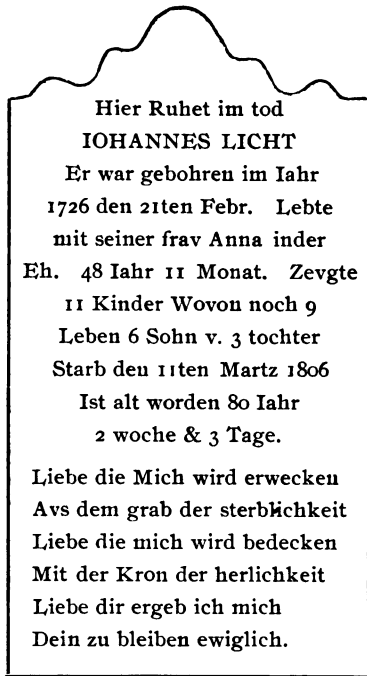 Hier Ruhet im tod
IOHANNES LICHT
Er war gebohren im Iahr
1726 den 21ten Febr. Lebte
mit seiner frav Anna inder
Eh. 48 Iahr 11 Monat. Zevgte
11 Kinder Wovon noch 9
Leben 6 Sohn v. 3 tochter
Starb den 11ten Martz 1806
Ist alt worden 80 Iahr
2 woche & 3 Tage.
Liebe die Mich wird erwecken
Avs dem grab der sterblichkeit
Liebe die mich wird bedecken
Mit der Kron der herlichkeit
Liebe dir ergeb ich mich
Dein zu bleiben ewiglich.